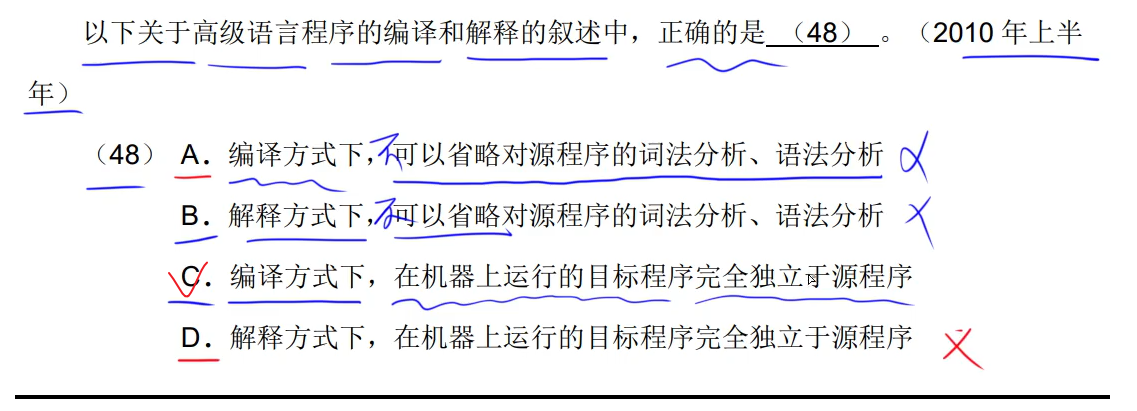 以下关于高级语言程序的编译和解释的叙述中，正确的是 （48） 。（2010 年上半
年）
（48） A．编译方式下，不可以省略对源程序的词法分析、语法分析 ×
B．解释方式下，不可以省略对源程序的词法分析、语法分析 ×
C．编译方式下，在机器上运行的目标程序完全独立于源程序
D．解释方式下，在机器上运行的目标程序完全独立于源程序 ×